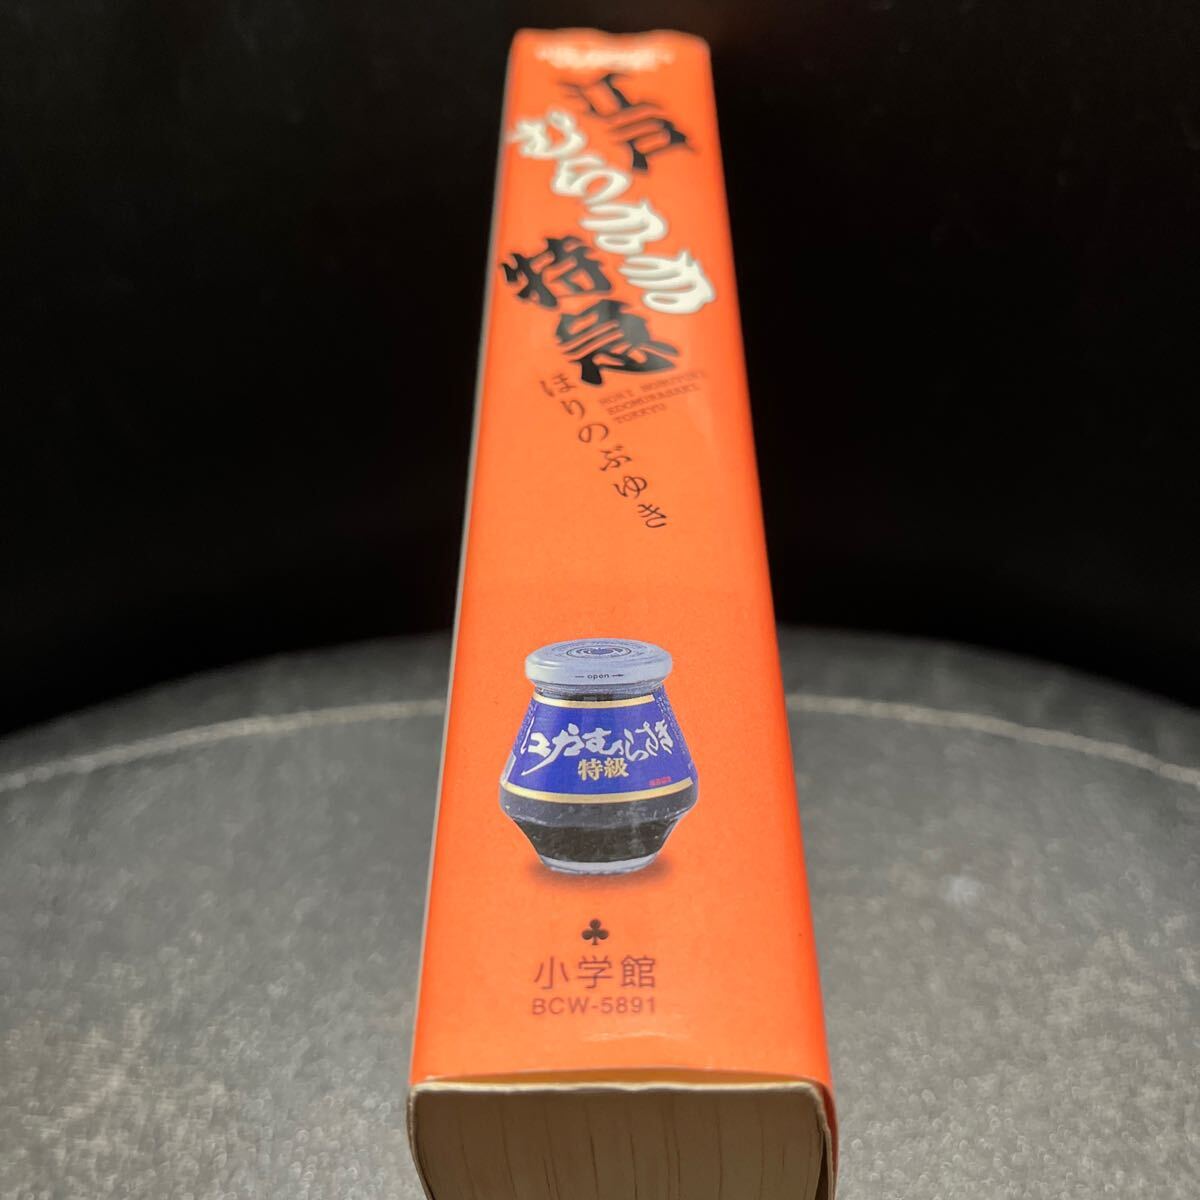 江戸
むらさき
特急
ほりのぶゆき
HORI NOBUYUKI
EDOMURASAKI
TOKKYU
open
江戸むらさき
特級
小学館
BCW-5891